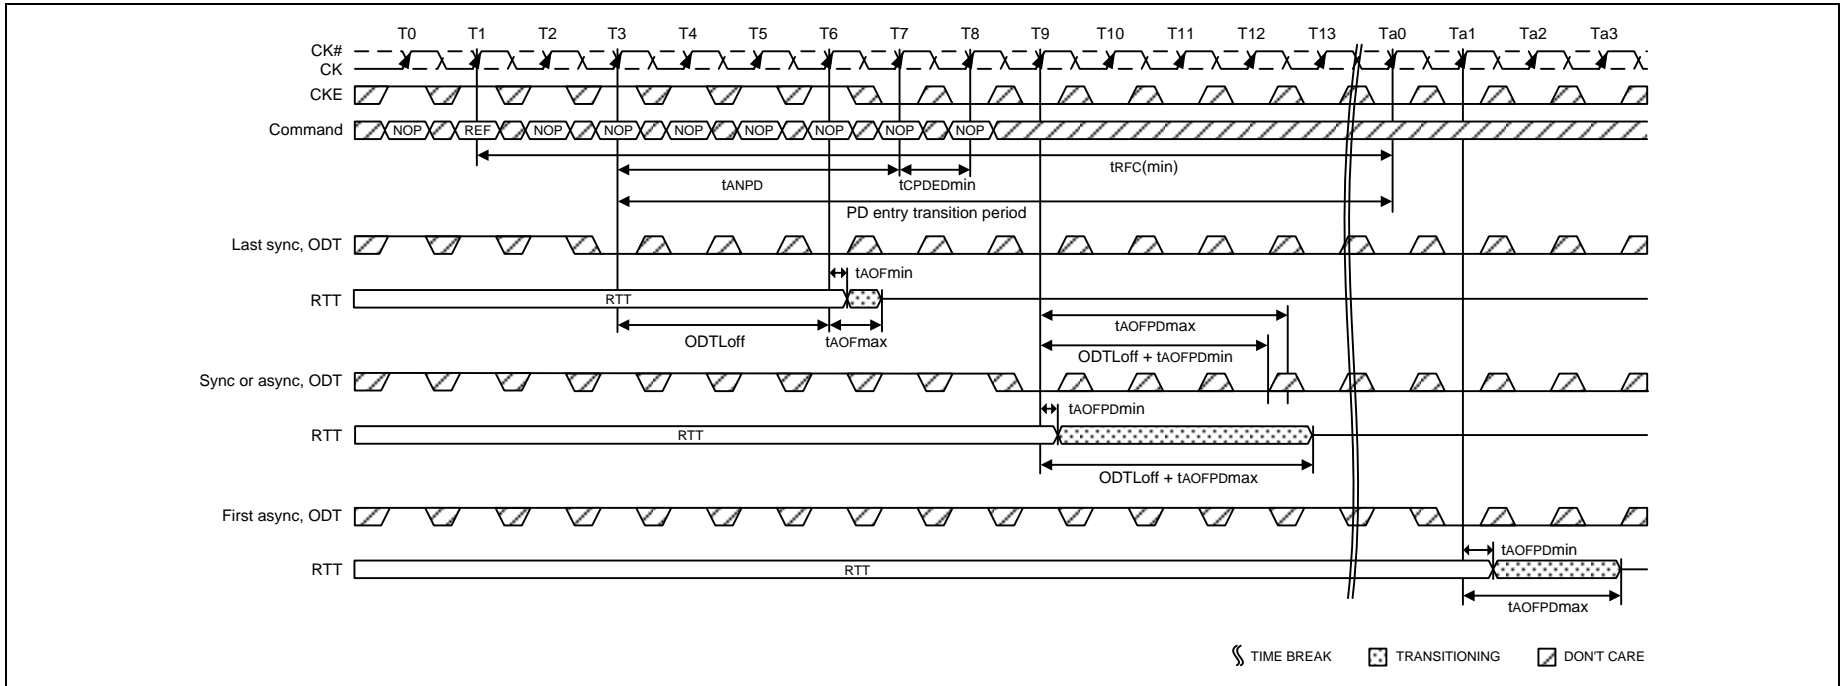 T0 T1 T2 T3 T4 T5 T6 T7 T8 T9 T10 T11 T12 T13 Ta0 Ta1 Ta2 Ta3
CK#
CK
CKE
Command NOP REF NOP NOP NOP NOP NOP NOP NOP
tRFC(min)
tANPD tCPDEDmin
PD entry transition period
Last sync, ODT
tAOFmin
RTT RTT
tAOFPDmax
ODTLoff tAOFmax
ODTLoff + tAOFPDmin
Sync or async, ODT
tAOFPDmin
RTT RTT
ODTLoff + tAOFPDmax
First async, ODT
tAOFPDmin
RTT RTT
tAOFPDmax
TIME BREAK TRANSITIONING DON'T CARE